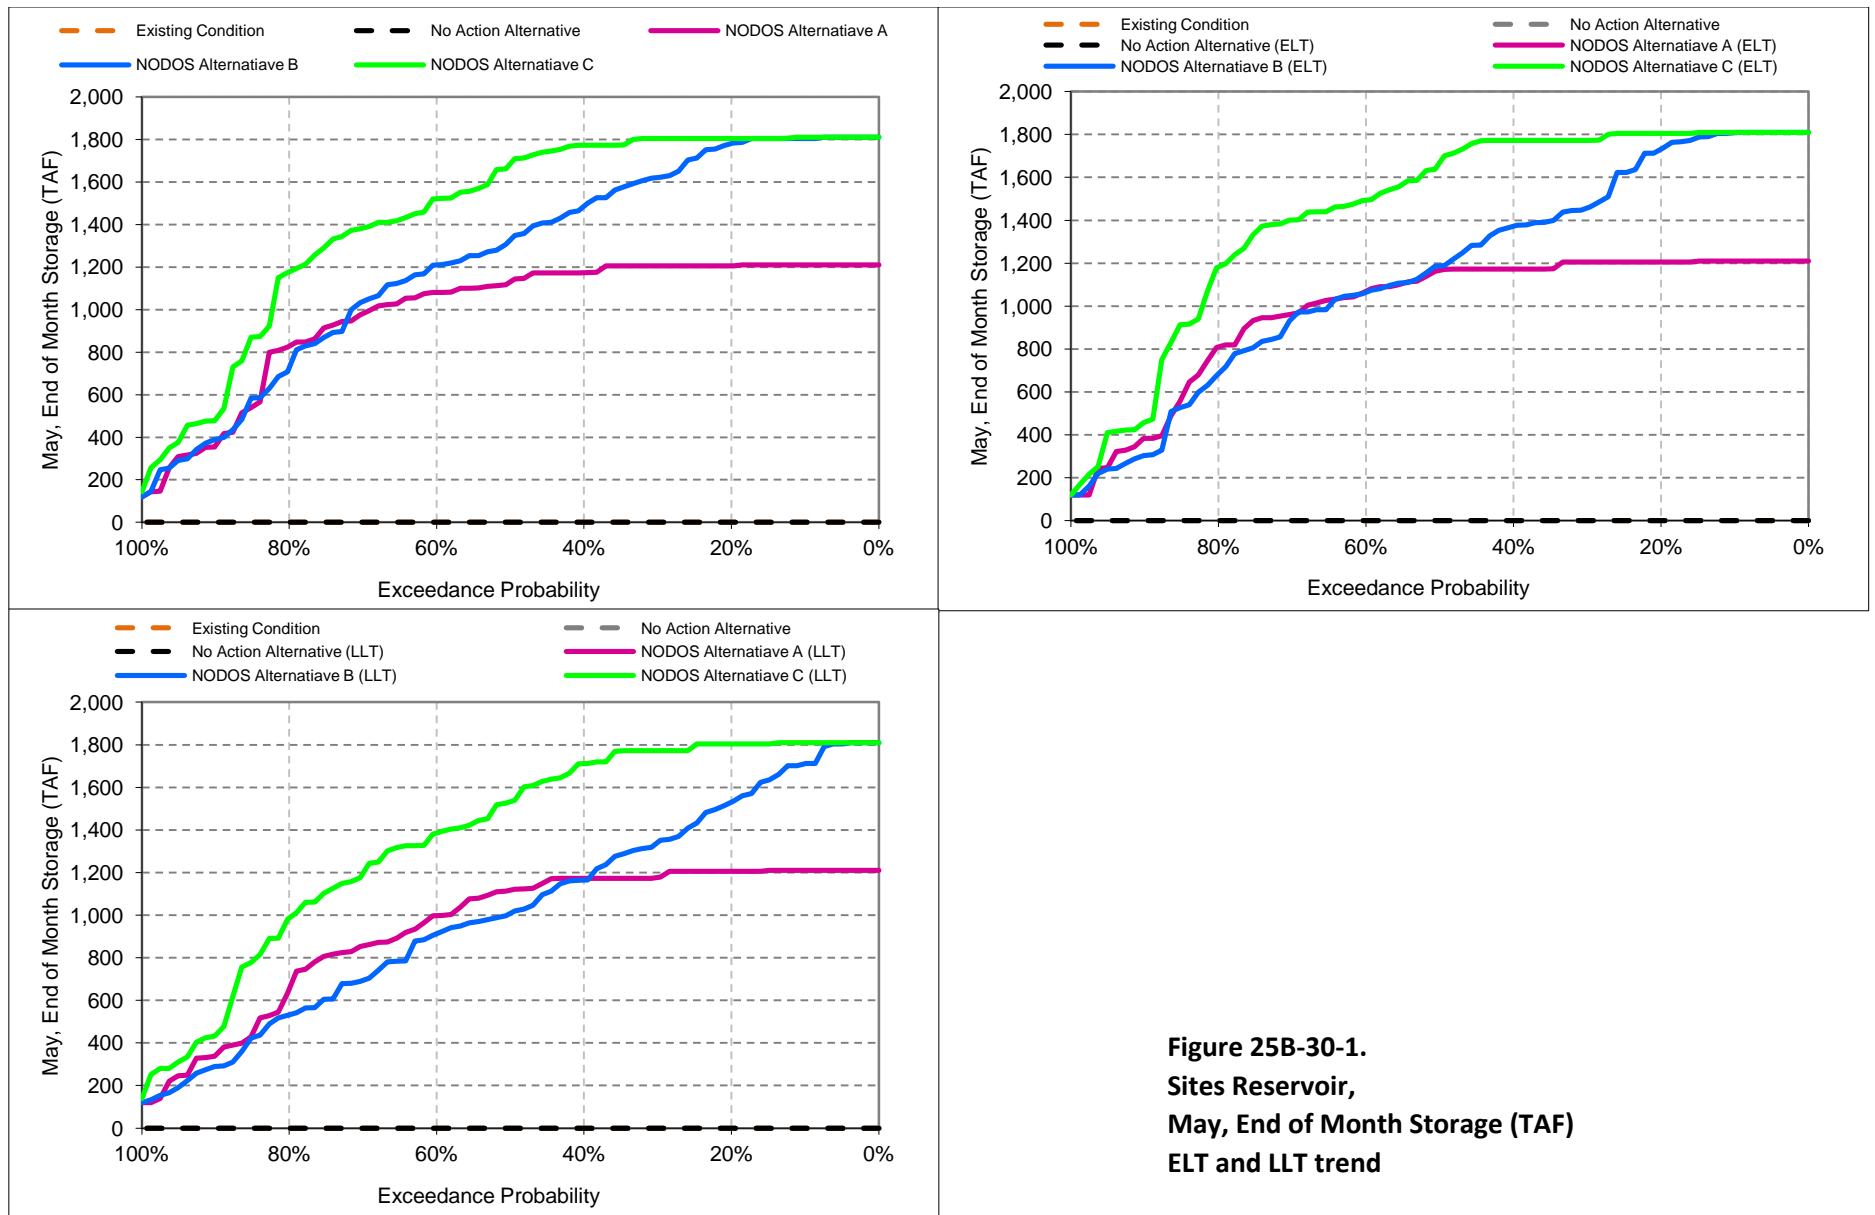 Existing Condition
No Action Alternative
NODOS Alternatiave A
NODOS Alternatiave B
NODOS Alternatiave C
May, End of Month Storage (TAF)
2,000
1,800
1,600
1,400
1,200
1,000
800
600
400
200
0
100% 80% 60% 40% 20% 0%
Exceedance Probability
Existing Condition
No Action Alternative
No Action Alternative (ELT)
NODOS Alternatiave A (ELT)
NODOS Alternatiave B (ELT)
NODOS Alternatiave C (ELT)
May, End of Month Storage (TAF)
2,000
1,800
1,600
1,400
1,200
1,000
800
600
400
200
0
100% 80% 60% 40% 20% 0%
Exceedance Probability
Existing Condition
No Action Alternative
No Action Alternative (LLT)
NODOS Alternatiave A (LLT)
NODOS Alternatiave B (LLT)
NODOS Alternatiave C (LLT)
May, End of Month Storage (TAF)
2,000
1,800
1,600
1,400
1,200
1,000
800
600
400
200
0
100% 80% 60% 40% 20% 0%
Exceedance Probability
Figure 25B-30-1.
Sites Reservoir,
May, End of Month Storage (TAF)
ELT and LLT trend